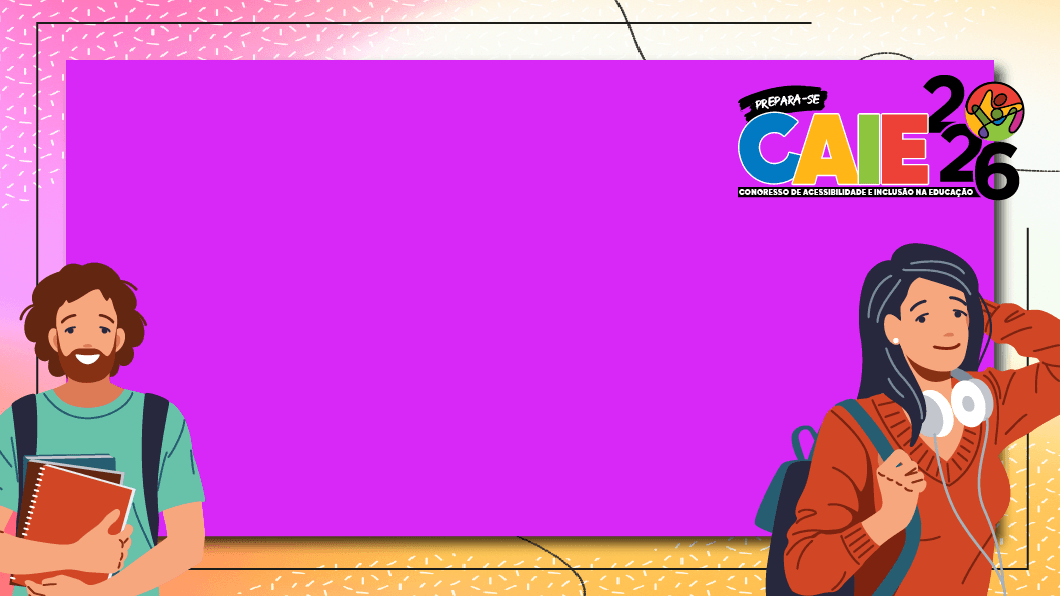 PREPARA-SE
CAIE
2026
CONGRESSO DE ACESSIBILIDADE E INCLUSÃO NA EDUCAÇÃO